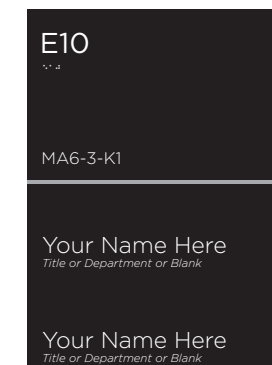 E10
MA6-3-K1
Your Name Here
Title or Department or Blank
Your Name Here
Title or Department or Blank